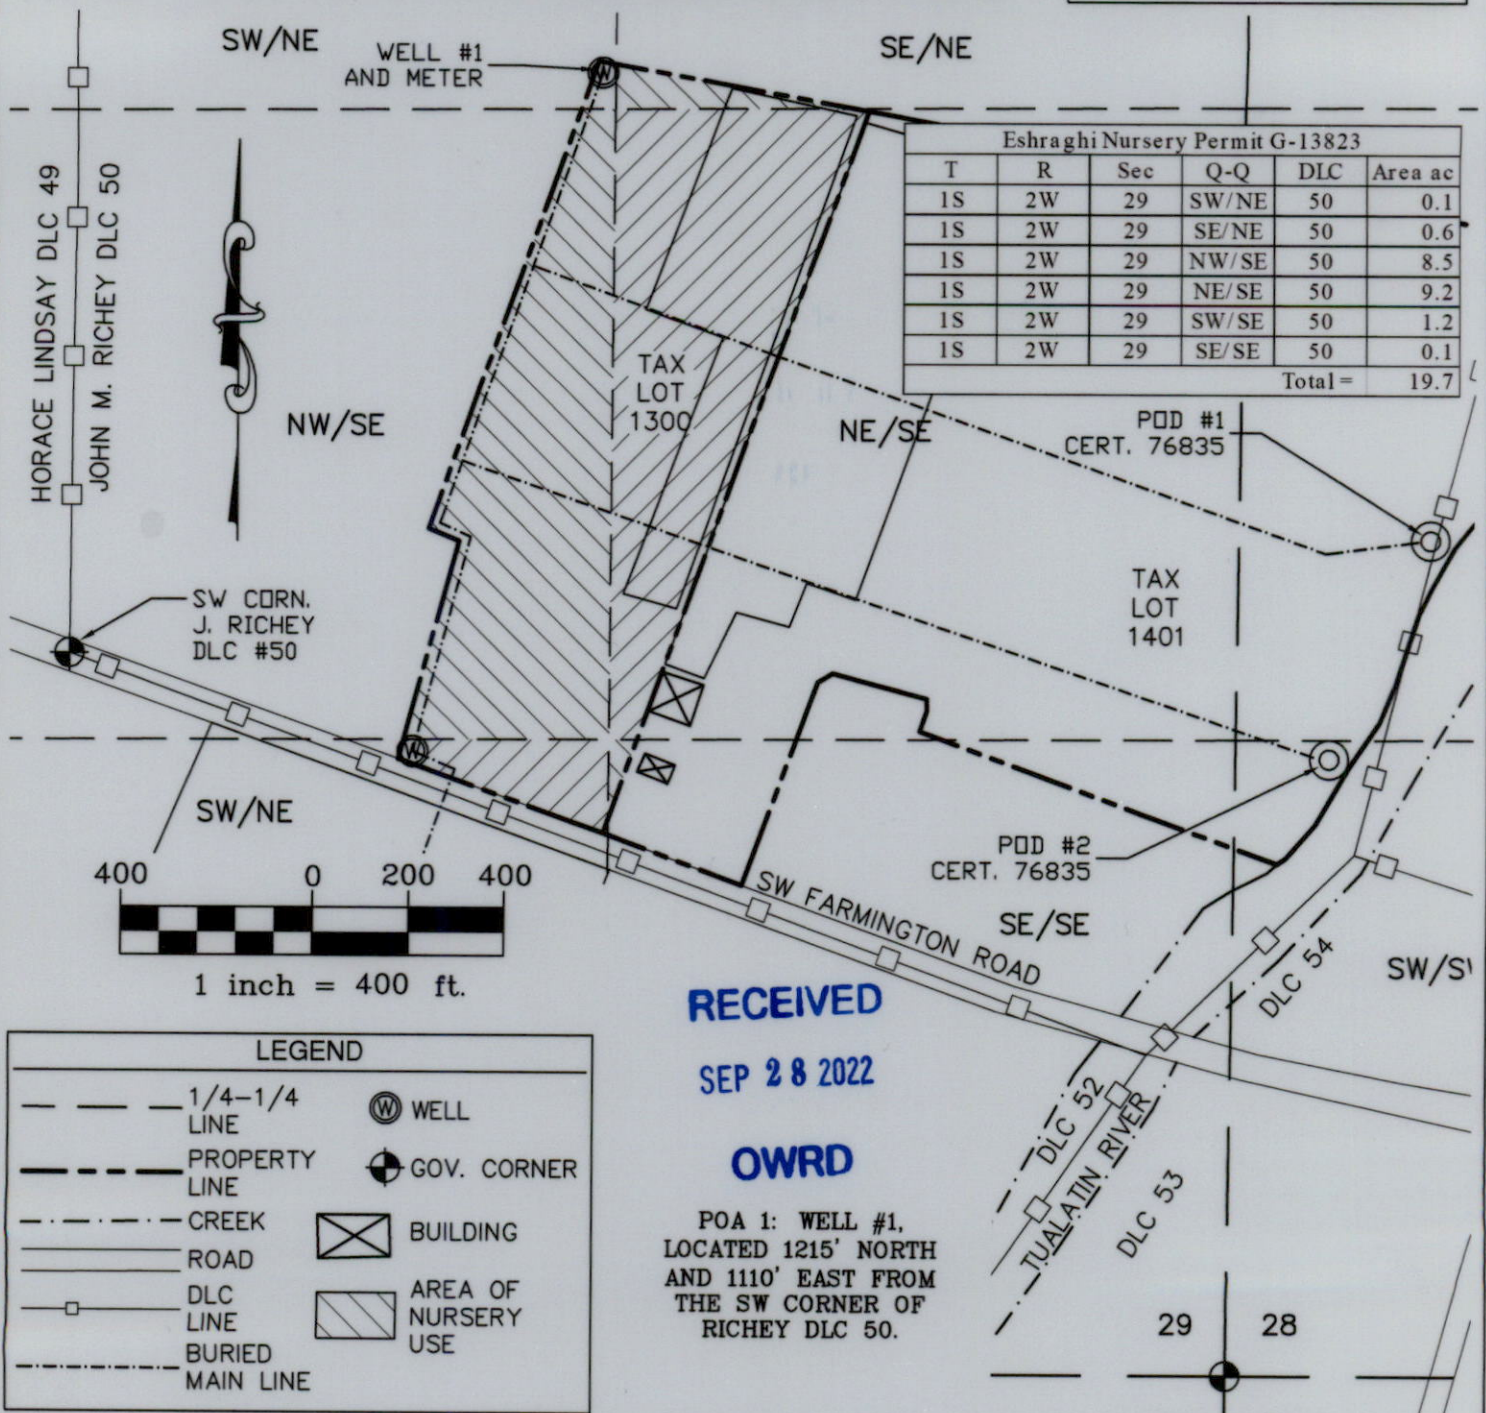 SW/NE
WELL #1
AND METER
SE/NE
HORACE LINDSAY DLC 49
JOHN M. RICHEY DLC 50
Eshraghi Nursery Permit G-13823
T R Sec Q-Q DLC Area ac
1S 2W 29 SW/NE 50 0.1
1S 2W 29 SE/NE 50 0.6
1S 2W 29 NW/SE 50 8.5
1S 2W 29 NE/SE 50 9.2
1S 2W 29 SW/SE 50 1.2
1S 2W 29 SE/SE 50 0.1
Total = 19.7
NW/SE
TAX
LOT
1300
NE/SE
POD #1
CERT. 76835
SW CORN.
J. RICHEY
DLC #50
TAX
LOT
1401
W
W
SW/NE
POD #2
CERT. 76835
SW FARMINGTON ROAD
SE/SE
DLC 54
400 0 200 400
1 inch = 400 ft.
RECEIVED
SEP 28 2022
OWRD
LEGEND
1/4-1/4
LINE
W WELL
PROPERTY
LINE
GOV. CORNER
CREEK
BUILDING
ROAD
DLC
LINE
AREA OF
NURSERY
USE
BURIED
MAIN LINE
POA 1: WELL #1,
LOCATED 1215' NORTH
AND 1110' EAST FROM
THE SW CORNER OF
RICHEY DLC 50.
DLC 52
TUALATIN RIVER
DLC 53
29 28